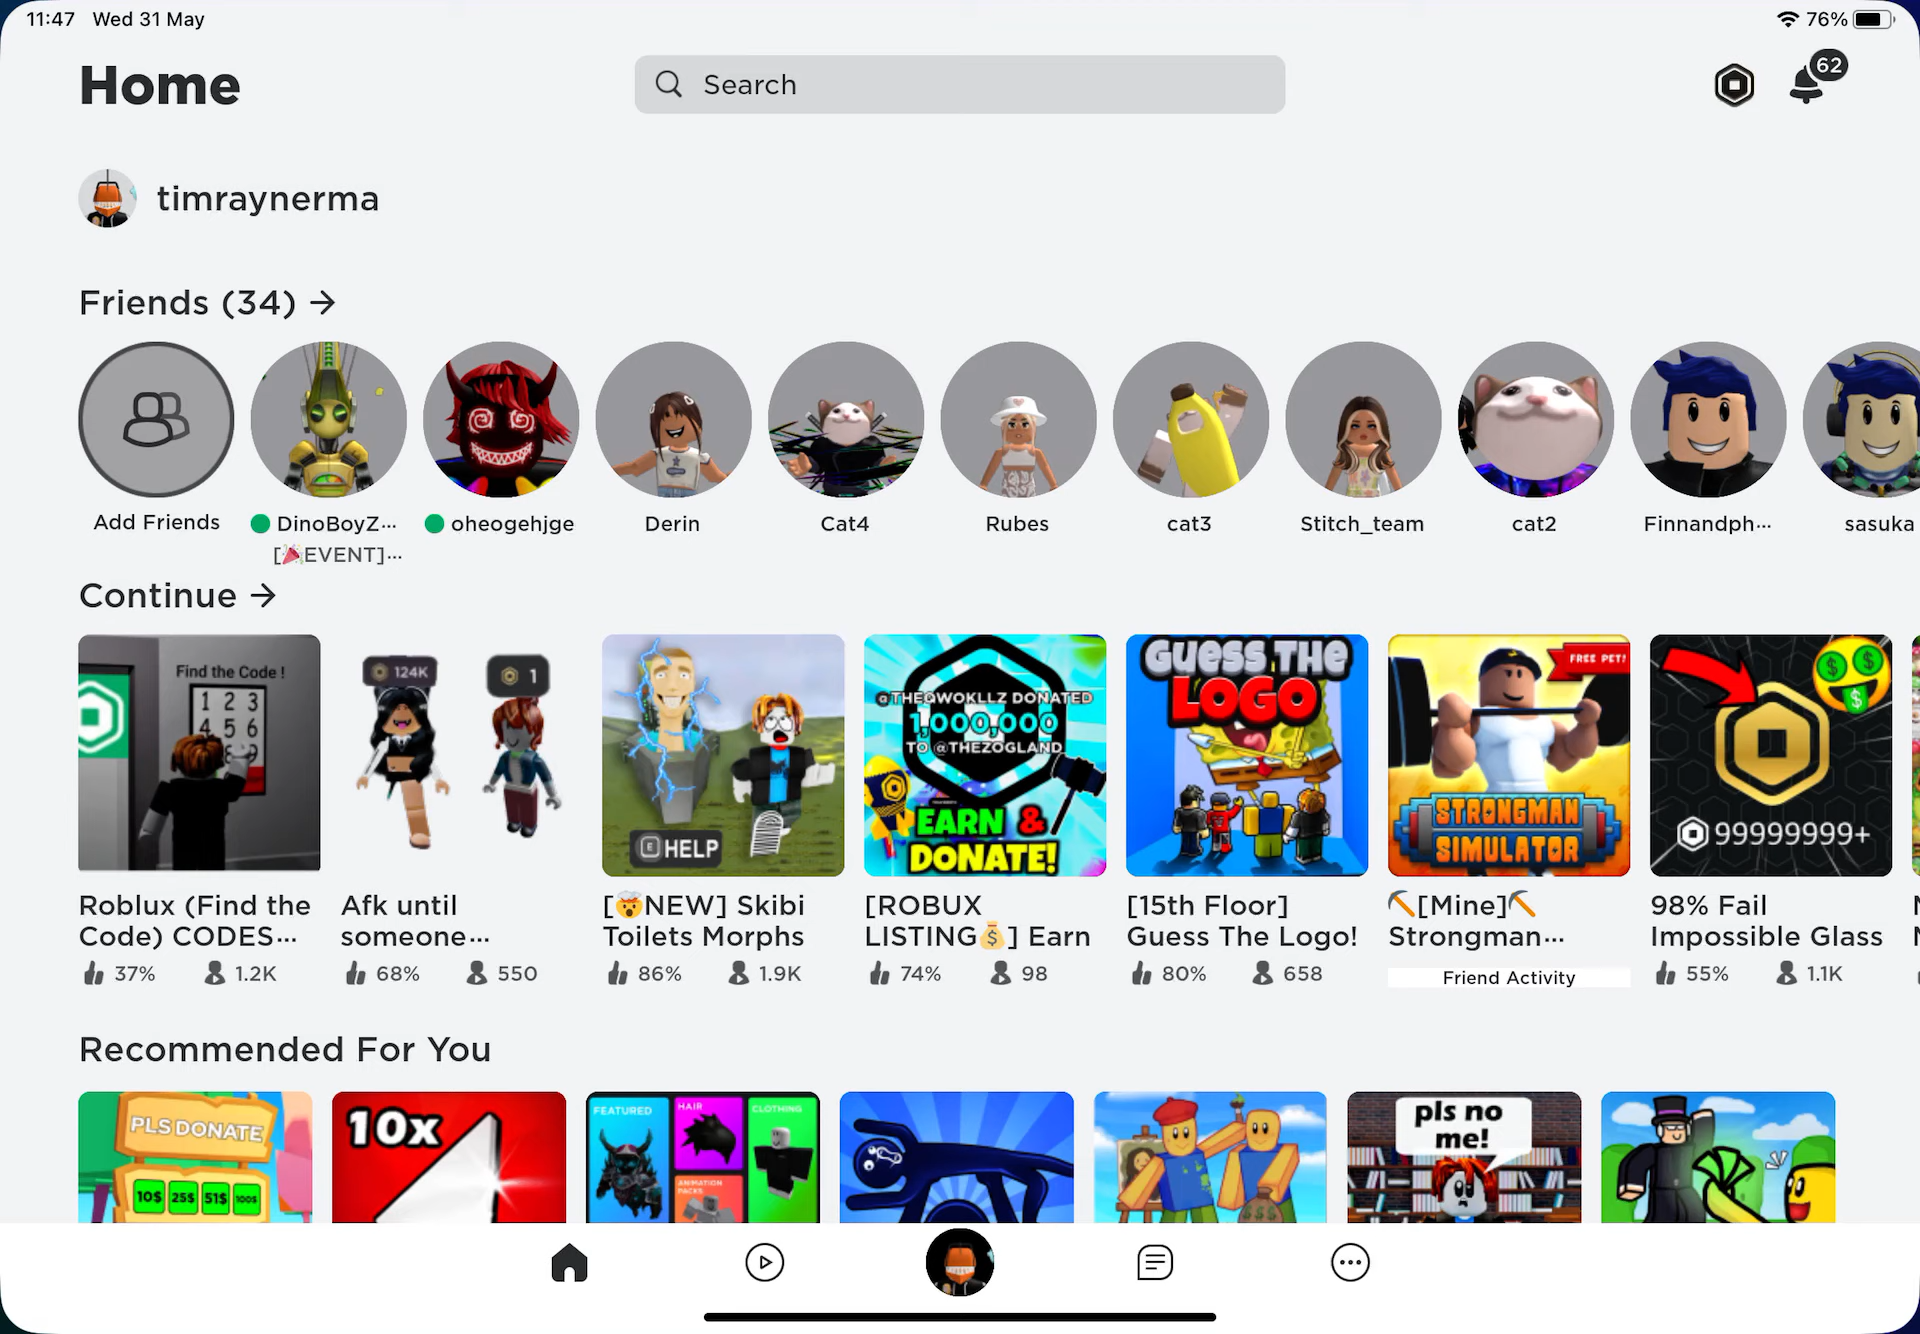 11:47 Wed 31 May
76%
Home
Search
62
timraynerma
Friends (34) →
Add Friends
DinoBoyZ...
[🎉EVENT]...
oheogehjge
Derin
Cat4
Rubes
cat3
Stitch_team
cat2
Finnandph...
sasuka
Continue →
Find the Code !
1 2 3
4 5 6
124K
1
E HELP
@THEQWOKLLZ DONATED
1,000,000
TO @THEZOGLAND
EARN &
DONATE!
GUESS THE
LOGO
FREE PET!
STRONGMAN
SIMULATOR
99999999+
Roblux (Find the
Code) CODES...
37% 1.2K
Afk until
someone...
68% 550
[🤯NEW] Skibi
Toilets Morphs
86% 1.9K
[ROBUX
LISTING💰] Earn
74% 98
[15th Floor]
Guess The Logo!
80% 658
⛏️[Mine]⛏️
Strongman...
Friend Activity
98% Fail
Impossible Glass
55% 1.1K
Recommended For You
PLS DONATE
10$ 25$ 51$ 100$
10x
FEATURED
HAIR
CLOTHING
ANIMATION
PACKS
pls no
me!